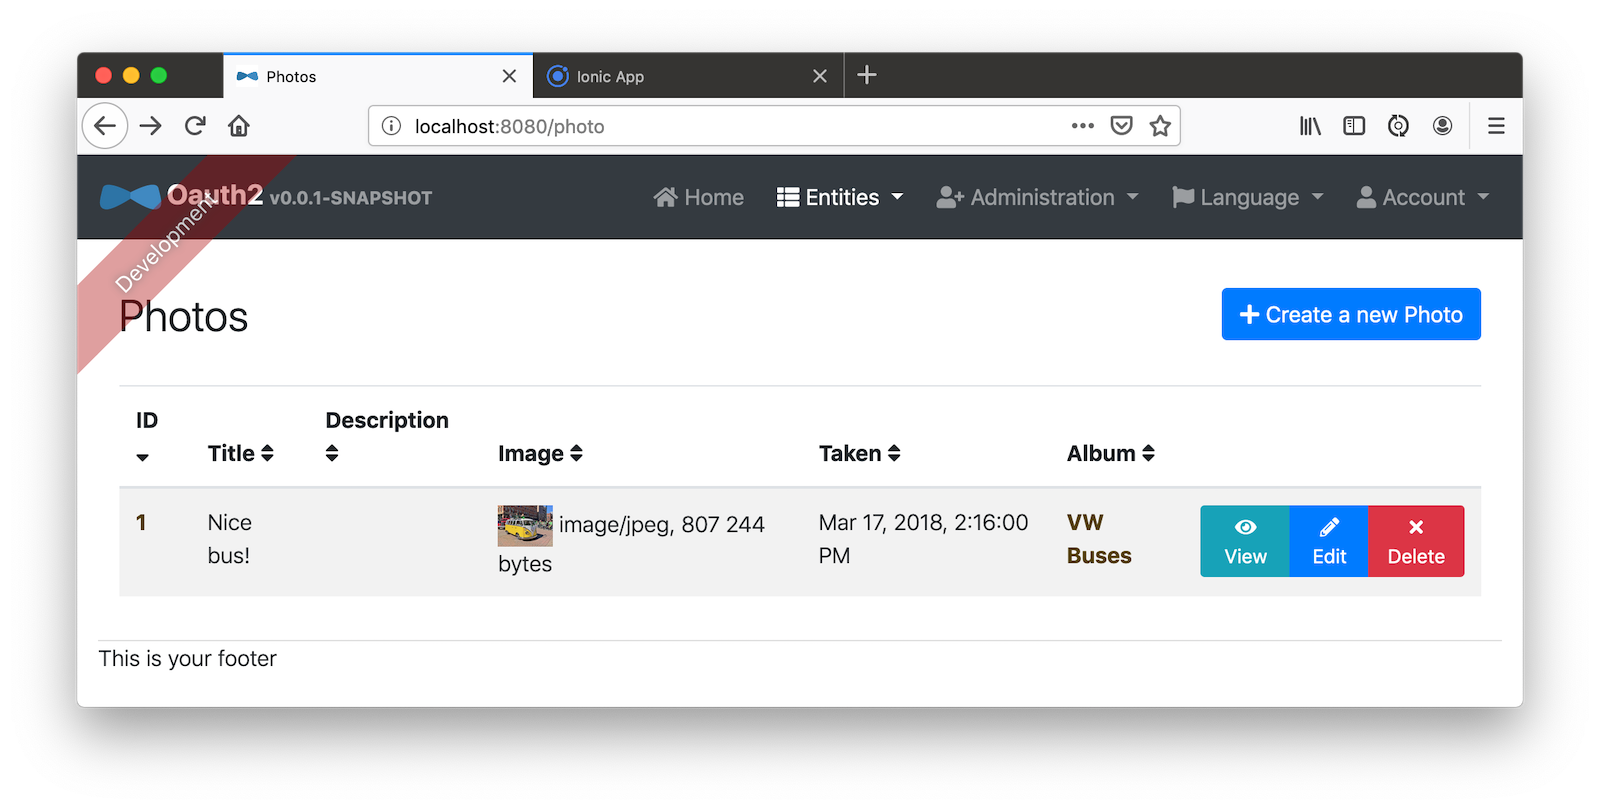 Photos
Ionic App
localhost:8080/photo
Oauth2 v0.0.1-SNAPSHOT
Home
Entities
Administration
Language
Account
Development
Photos
Create a new Photo
ID
Title
Description
Image
Taken
Album
1
Nice
bus!
image/jpeg, 807 244
bytes
Mar 17, 2018, 2:16:00
PM
VW
Buses
View
Edit
Delete
This is your footer